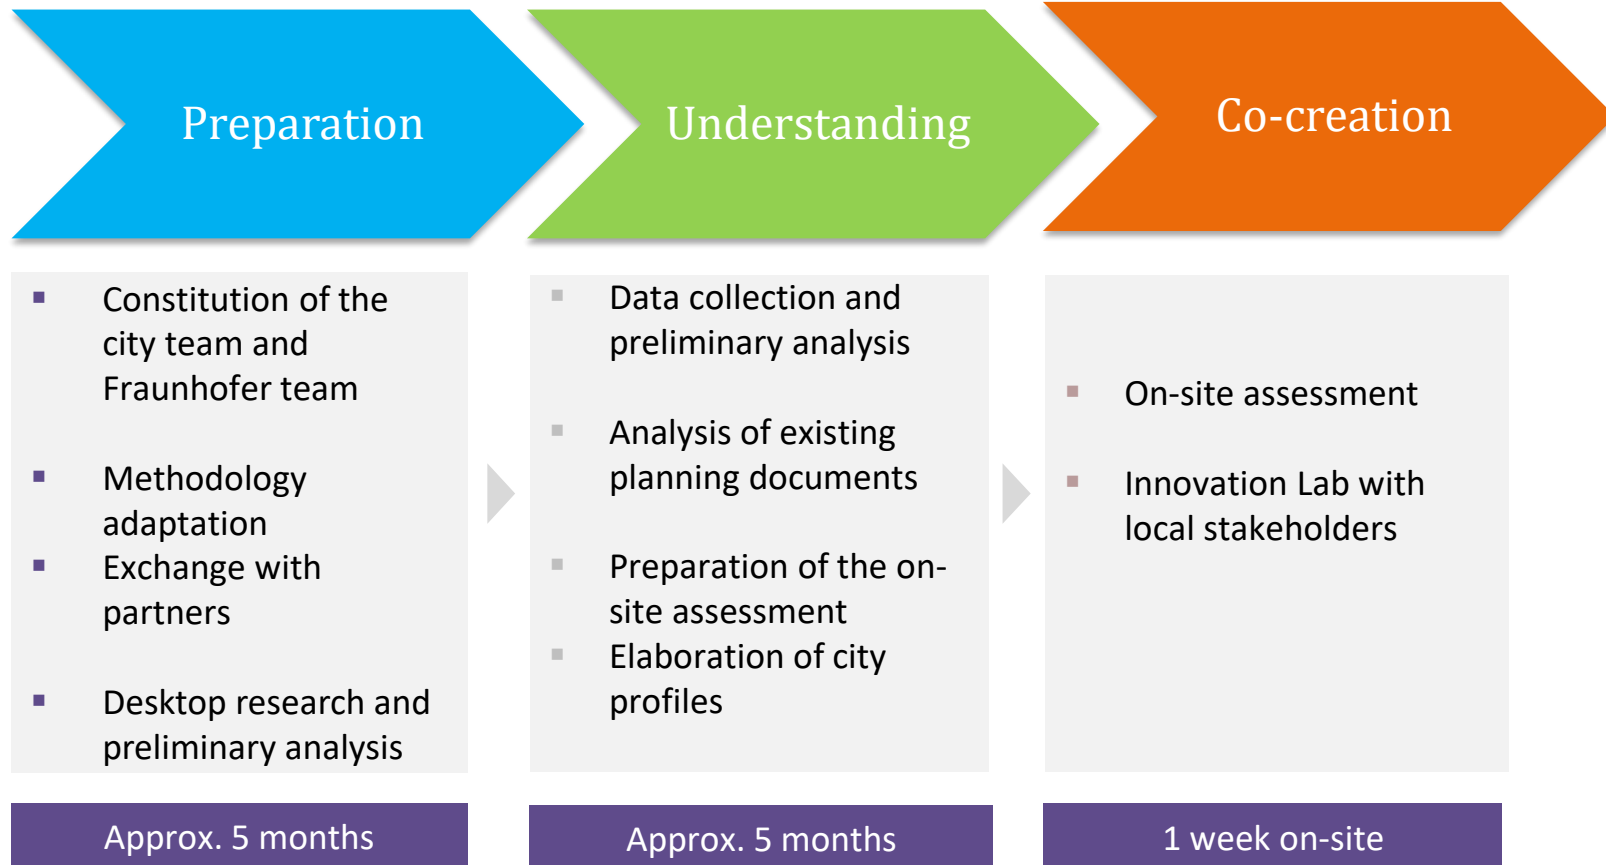 Preparation
Understanding
Co-creation
▪ Constitution of the
city team and
Fraunhofer team
▪ Methodology
adaptation
▪ Exchange with
partners
▪ Desktop research and
preliminary analysis
▪ Data collection and
preliminary analysis
▪ Analysis of existing
planning documents
▪ Preparation of the on-
site assessment
▪ Elaboration of city
profiles
▪ On-site assessment
▪ Innovation Lab with
local stakeholders
Approx. 5 months
Approx. 5 months
1 week on-site